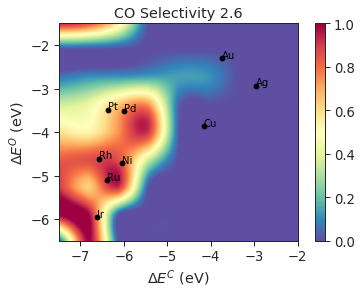 CO Selectivity 2.6
ΔE^O (eV)
−2
−3
−4
−5
−6
Au
Ag
Pt
Pd
Cu
Rh
Ni
Ru
Ir
−7
−6
−5
−4
−3
−2
ΔE^C (eV)
1.0
0.8
0.6
0.4
0.2
0.0